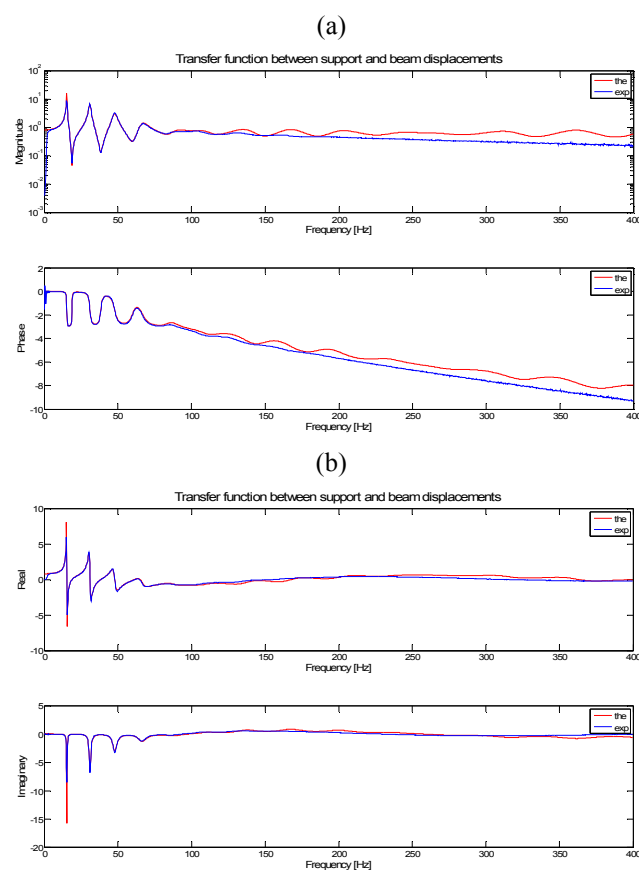 (a)
Transfer function between support and beam displacements
Magnitude
10^2
10^1
10^0
10^-1
10^-2
10^-3
0 50 100 150 200 250 300 350 400
Frequency [Hz]
the
exp
Phase
2
0
-2
-4
-6
-8
-10
0 50 100 150 200 250 300 350 400
Frequency [Hz]
the
exp
(b)
Transfer function between support and beam displacements
Real
10
5
0
-5
-10
0 50 100 150 200 250 300 350 400
Frequency [Hz]
the
exp
Imaginary
5
0
-5
-10
-15
-20
0 50 100 150 200 250 300 350 400
Frequency [Hz]
the
exp